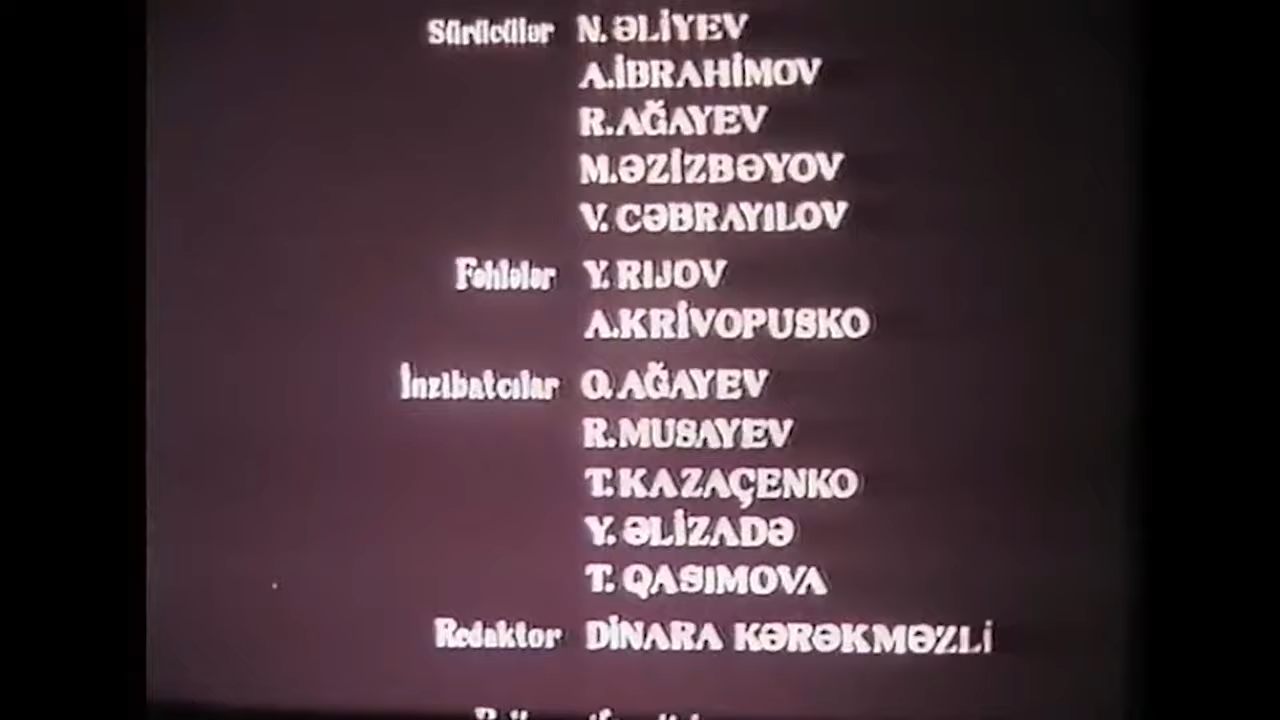 Sürücülər N. ƏLİYEV
A.İBRAHİMOV
R.AĞAYEV
M.ƏZİZBƏYOV
V. CƏBRAYILOV
Fəhlələr Y. RIJOV
A.KRİVOPUSKO
İnzibatcılar O. AĞAYEV
R.MUSAYEV
T.KAZAÇENKO
Y. ƏLİZADƏ
T. QASIMOVA
Redaktor DİNARA KƏRƏKMƏZLİ